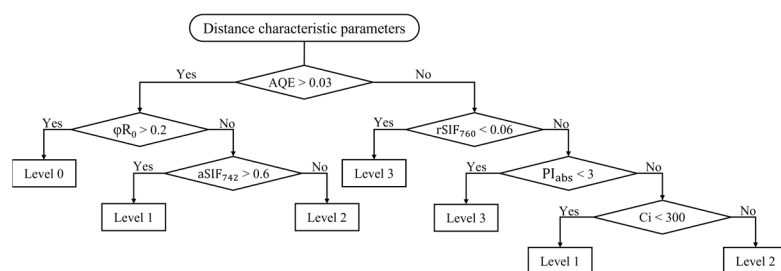 Distance characteristic parameters
Yes
AQE > 0.03
No
Yes
φR₀ > 0.2
No
Yes
rSIF₇₆₀ < 0.06
No
Level 0
Yes
aSIF₇₄₂ > 0.6
No
Level 3
Yes
PI_abs < 3
No
Level 1
Level 2
Level 3
Yes
Ci < 300
No
Level 1
Level 2